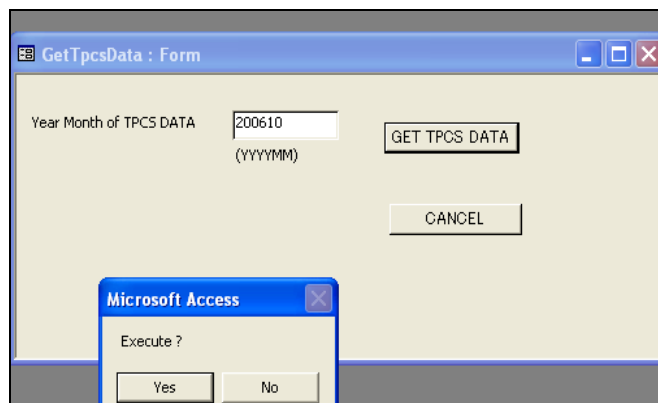 GetTpcsData : Form
Year Month of TPCS DATA
200610
GET TPCS DATA
(YYYYMM)
CANCEL
Microsoft Access
Execute ?
Yes
No